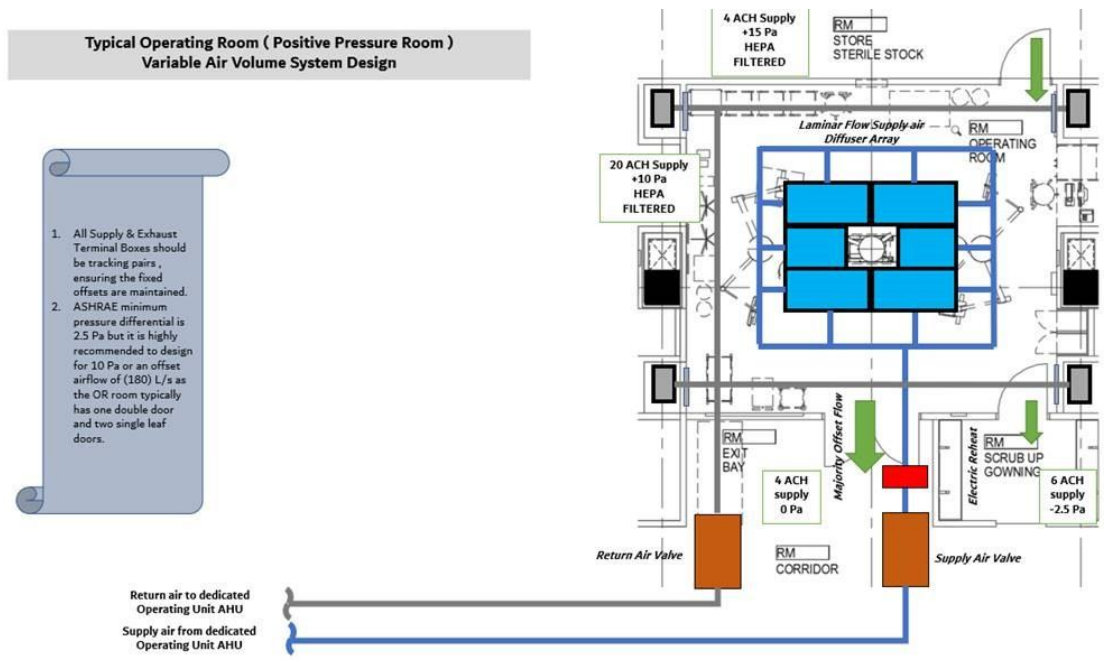 Typical Operating Room ( Positive Pressure Room )
Variable Air Volume System Design
1. All Supply & Exhaust
Terminal Boxes should
be tracking pairs ,
ensuring the fixed
offsets are maintained.
2. ASHRAE minimum
pressure differential is
2.5 Pa but it is highly
recommended to design
for 10 Pa or an offset
airflow of (180) L/s as
the OR room typically
has one double door
and two single leaf
doors.
4 ACH Supply
+15 Pa
HEPA
FILTERED
RM
STORE
STERILE STOCK
Laminar Flow Supply air
Diffuser Array
RM
OPERATING
ROOM
20 ACH Supply
+10 Pa
HEPA
FILTERED
RM
EXIT
BAY
4 ACH
supply
0 Pa
Majority Offset Flow
Electric Reheat
RM
SCRUB UP
GOWNING
6 ACH
supply
-2.5 Pa
Return Air Valve
RM
CORRIDOR
Supply Air Valve
Return air to dedicated
Operating Unit AHU
Supply air from dedicated
Operating Unit AHU